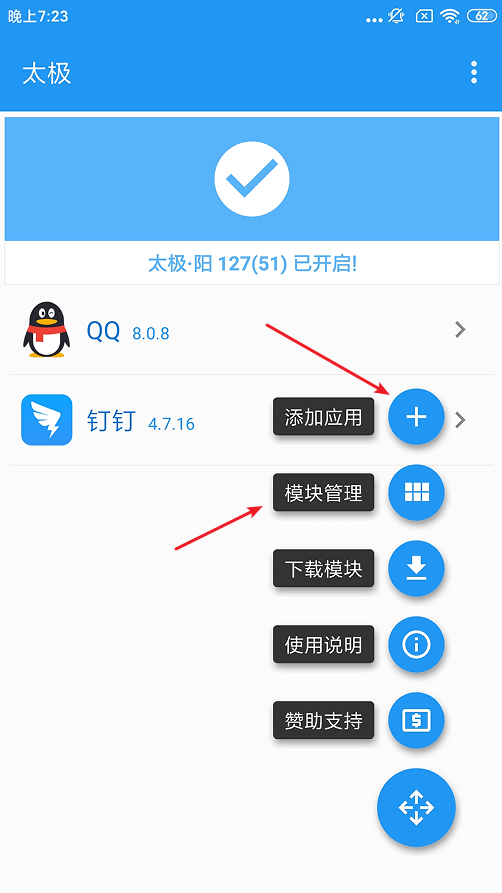 晚上7:23
62
太极
太极·阳 127(51) 已开启!
QQ 8.0.8
钉钉 4.7.16
添加应用
模块管理
下载模块
使用说明
赞助支持